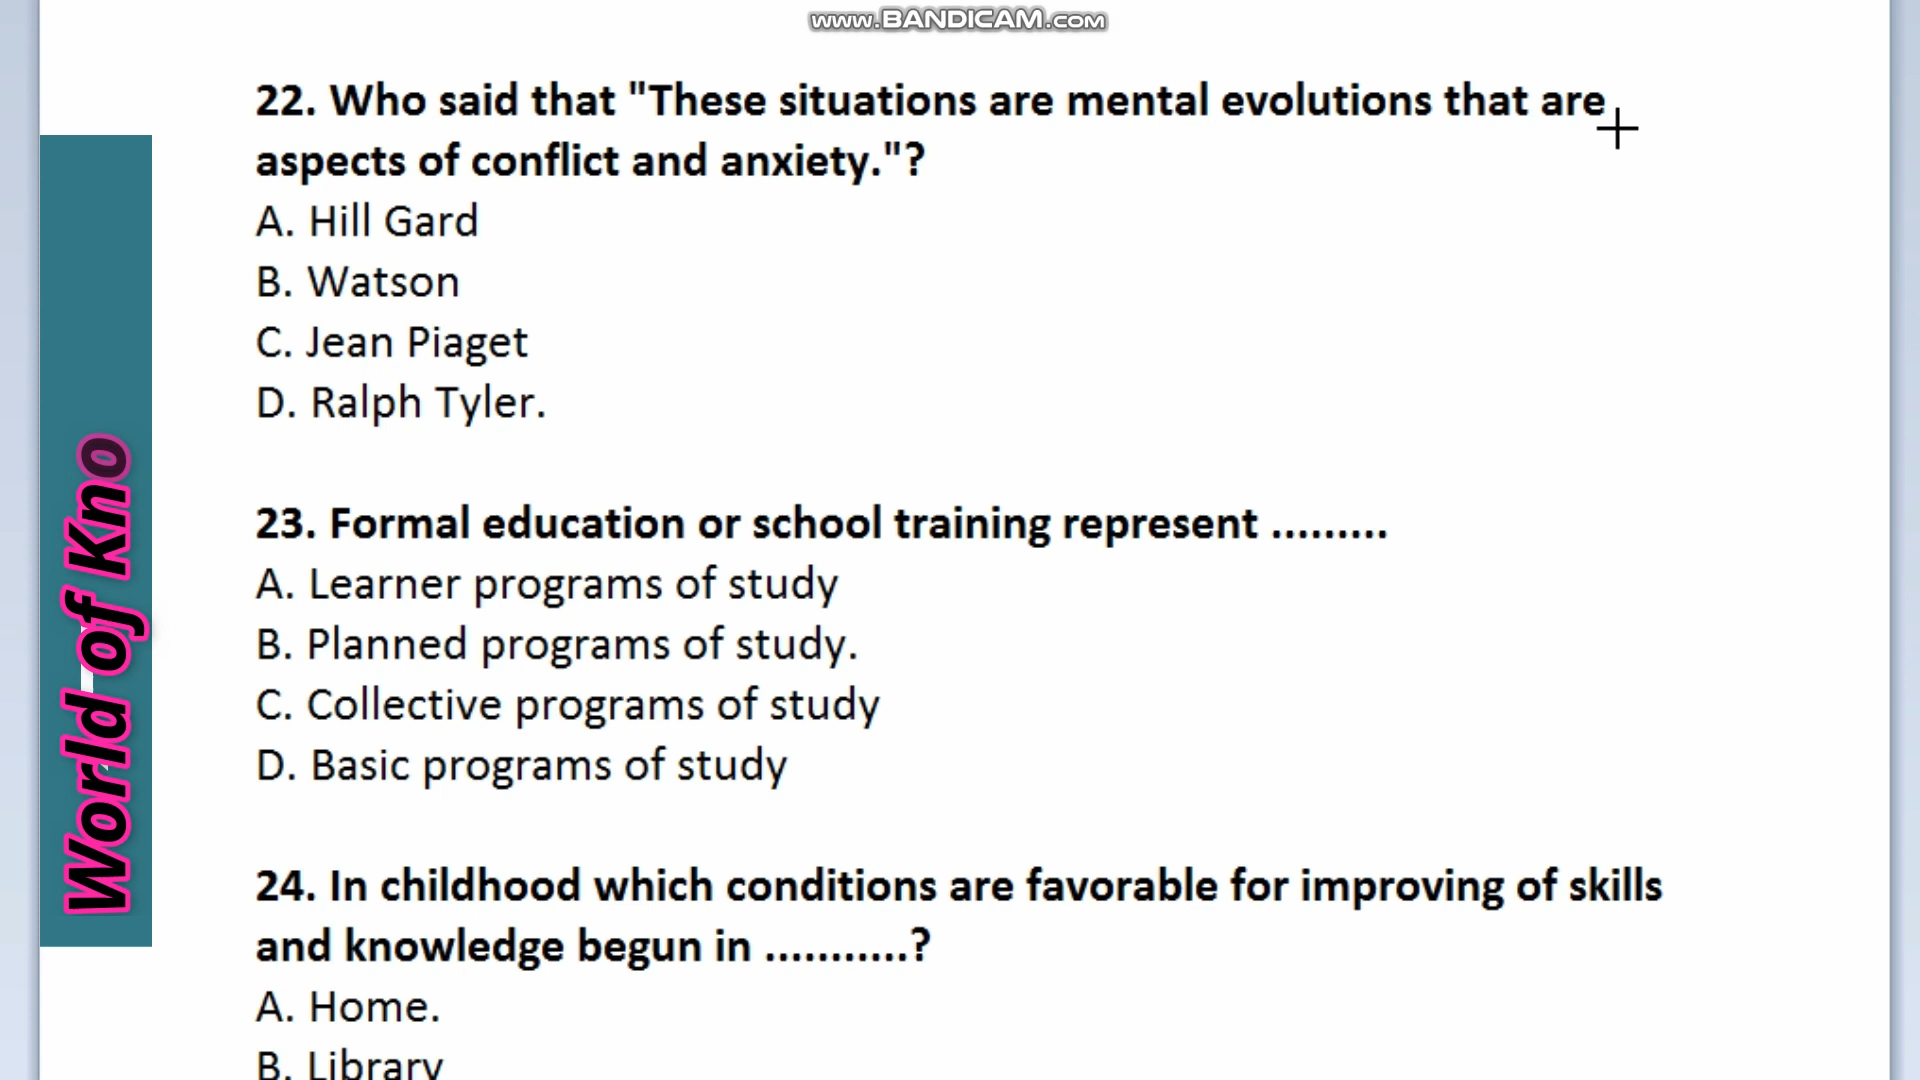 www.BANDICAM.com
22. Who said that "These situations are mental evolutions that are
aspects of conflict and anxiety."?
A. Hill Gard
B. Watson
C. Jean Piaget
D. Ralph Tyler.
23. Formal education or school training represent .........
A. Learner programs of study
B. Planned programs of study.
C. Collective programs of study
D. Basic programs of study
24. In childhood which conditions are favorable for improving of skills
and knowledge begun in ...........?
A. Home.
B. Library
World of Kno